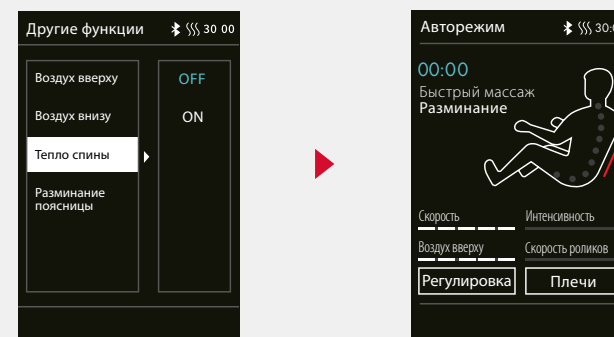 Другие функции 30 00
Воздух вверху OFF
Воздух внизу ON
Тепло спины
Разминание
поясницы
Авторежим 30:
00:00
Быстрый массаж
Разминание
Скорость Интенсивность
Воздух вверху Скорость роликов
Регулировка Плечи